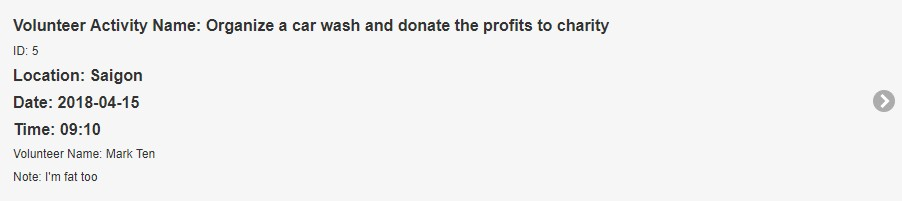 Volunteer Activity Name: Organize a car wash and donate the profits to charity
ID: 5
Location: Saigon
Date: 2018-04-15
Time: 09:10
Volunteer Name: Mark Ten
Note: I'm fat too